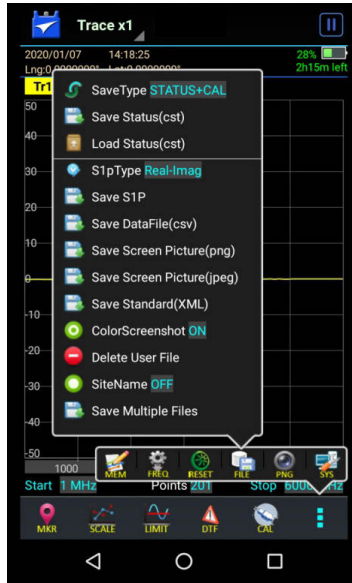 Trace x1
2020/01/07 14:18:25 28%
2h15m left
Tr1
SaveType STATUS+CAL
50
Save Status(cst)
40
Load Status(cst)
30
S1pType Real-Imag
Save S1P
20
Save DataFile(csv)
10
Save Screen Picture(png)
0
Save Screen Picture(jpeg)
-10
Save Standard(XML)
ColorScreenshot ON
-20
Delete User File
-30
SiteName OFF
-40
Save Multiple Files
-50
1000
MEM FREQ RESET FILE PNG SYS
Start 1 MHz Points 201 Stop
MKR SCALE LIMIT DTF CAL